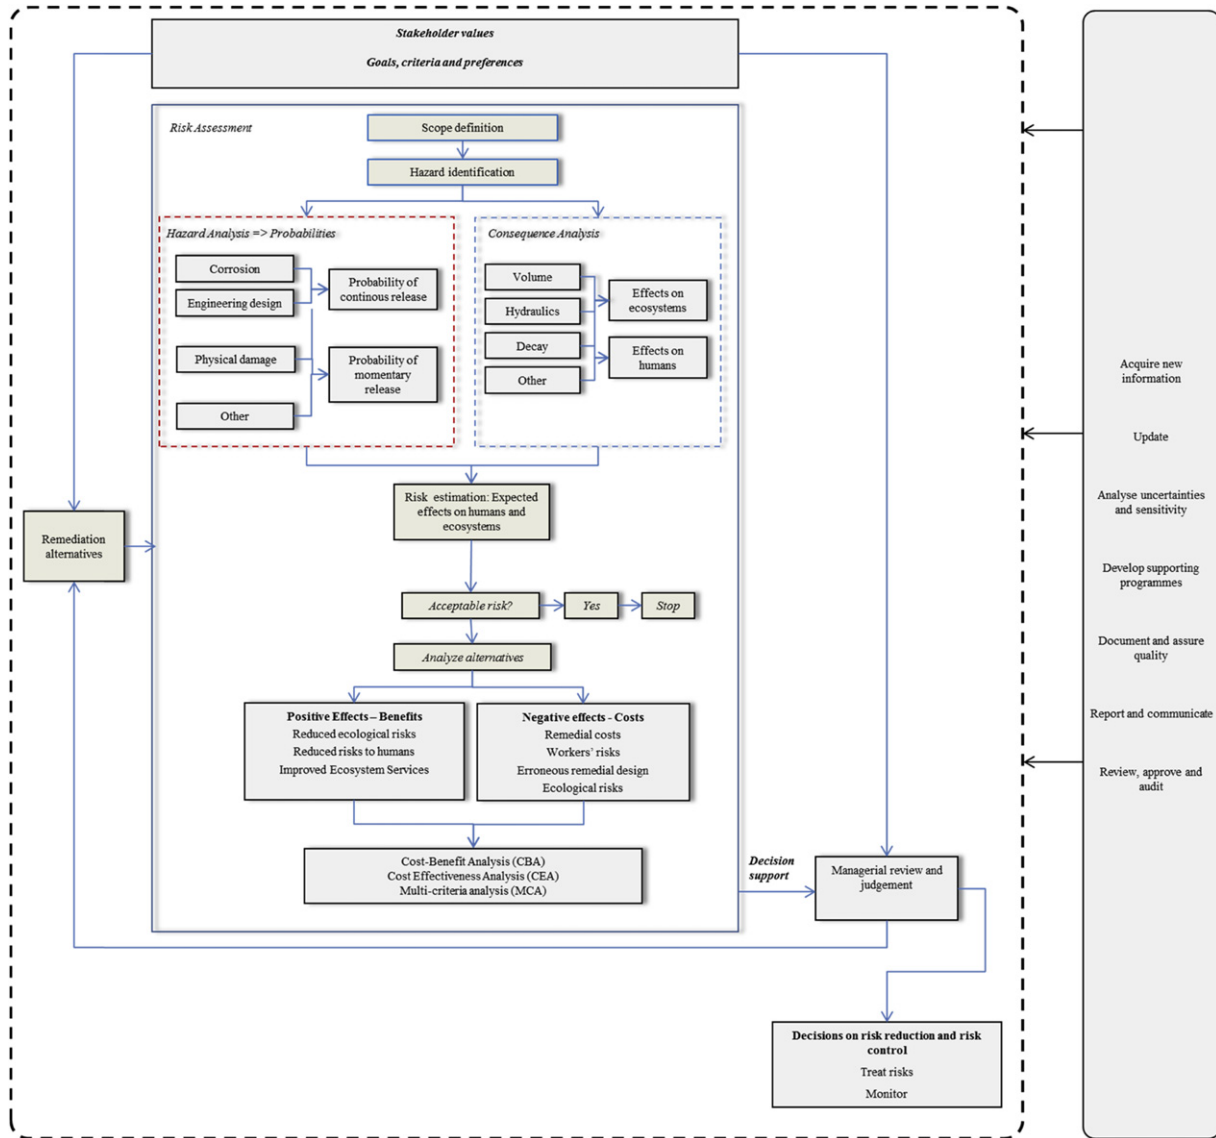 Stakeholder values
Goals, criteria and preferences
Risk Assessment
Scope definition
Hazard identification
Hazard Analysis => Probabilities
Corrosion
Engineering design
Physical damage
Other
Probability of
continous release
Probability of
momentary
release
Consequence Analysis
Volume
Hydraulics
Decay
Other
Effects on
ecosystems
Effects on
humans
Risk estimation: Expected
effects on humans and
ecosystems
Remediation
alternatives
Acceptable risk?
Yes
Stop
Analyze alternatives
Positive Effects – Benefits
Reduced ecological risks
Reduced risks to humans
Improved Ecosystem Services
Negative effects - Costs
Remedial costs
Workers' risks
Erroneous remedial design
Ecological risks
Cost-Benefit Analysis (CBA)
Cost Effectiveness Analysis (CEA)
Multi-criteria analysis (MCA)
Decision
support
Managerial review and
judgement
Decisions on risk reduction and risk
control
Treat risks
Monitor
Acquire new
information
Update
Analyse uncertainties
and sensitivity
Develop supporting
programmes
Document and assure
quality
Report and communicate
Review, approve and
audit